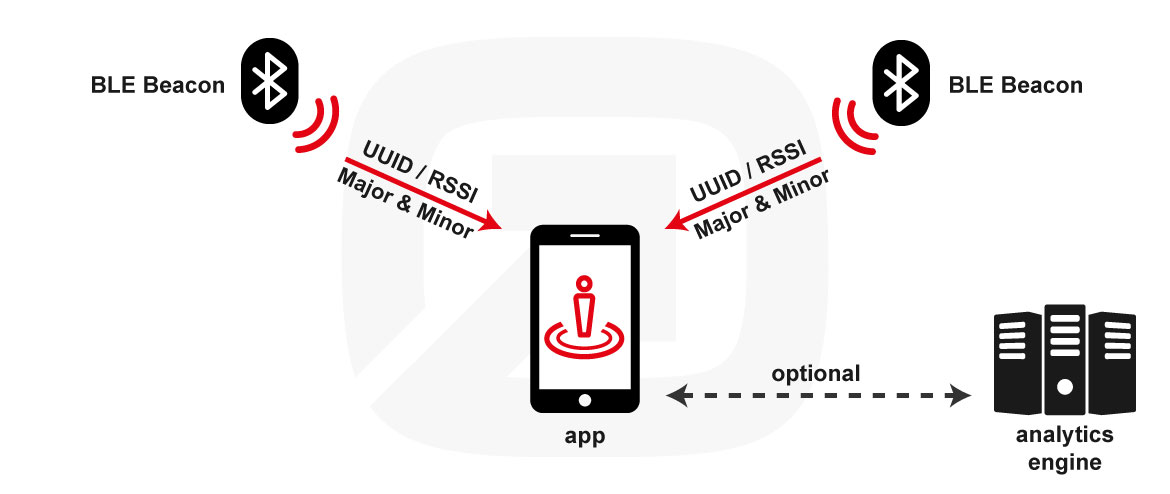 BLE Beacon
BLE Beacon
UUID / RSSI
Major & Minor
UUID / RSSI
Major & Minor
optional
app
analytics
engine